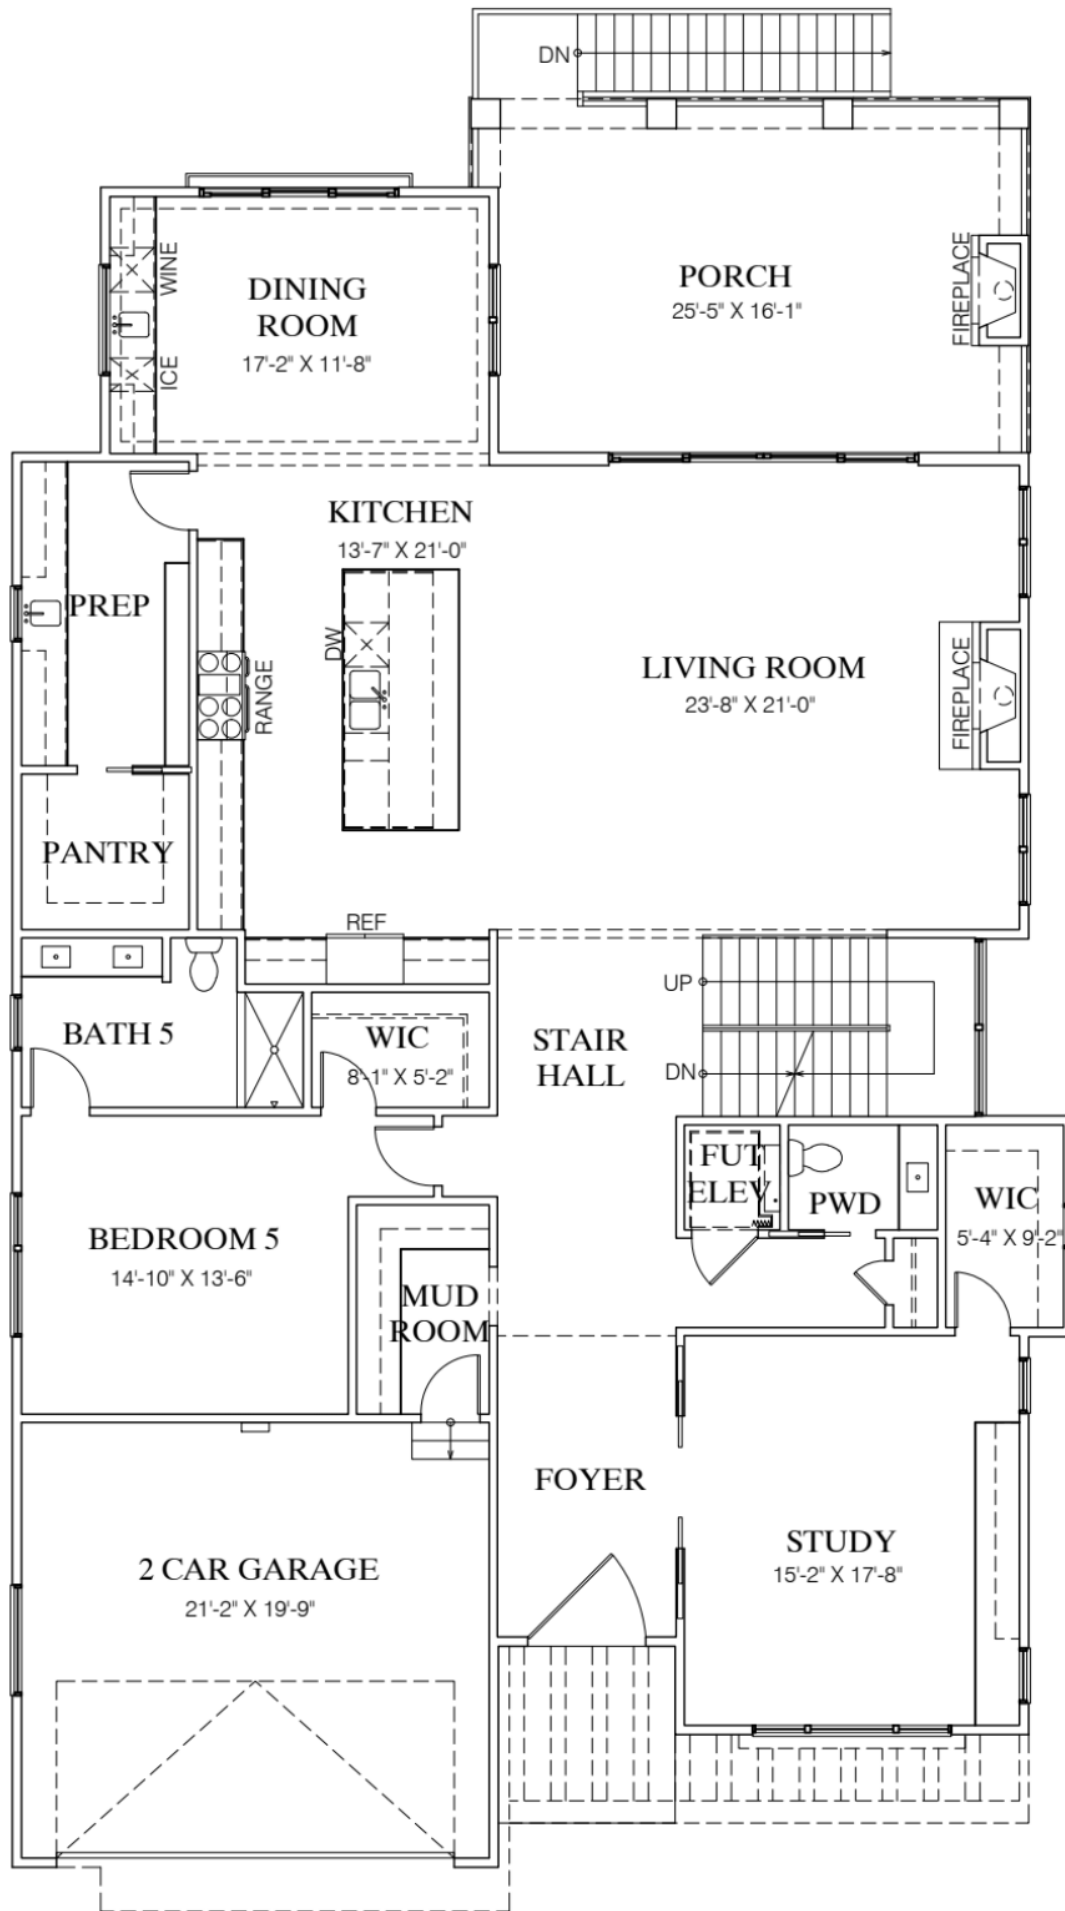 DN
WINE
DINING
ROOM
17'-2" X 11'-8"
ICE
PORCH
25'-5" X 16'-1"
FIREPLACE
KITCHEN
13'-7" X 21'-0"
PREP
DW
RANGE
LIVING ROOM
23'-8" X 21'-0"
FIREPLACE
PANTRY
REF
UP
BATH 5
WIC
8'-1" X 5'-2"
STAIR
HALL
DN
FUT
ELEV.
PWD
WIC
5'-4" X 9'-2"
BEDROOM 5
14'-10" X 13'-6"
MUD
ROOM
FOYER
STUDY
15'-2" X 17'-8"
2 CAR GARAGE
21'-2" X 19'-9"